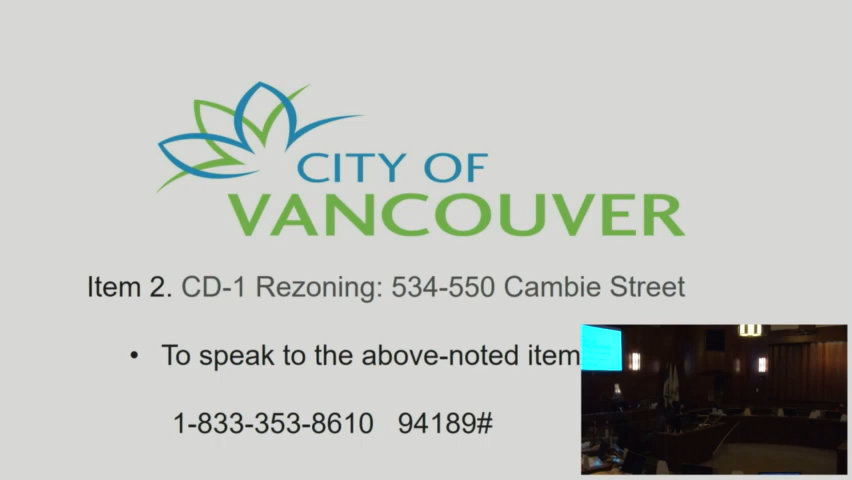 CITY OF
VANCOUVER
Item 2. CD-1 Rezoning: 534-550 Cambie Street
• To speak to the above-noted item
1-833-353-8610 94189#